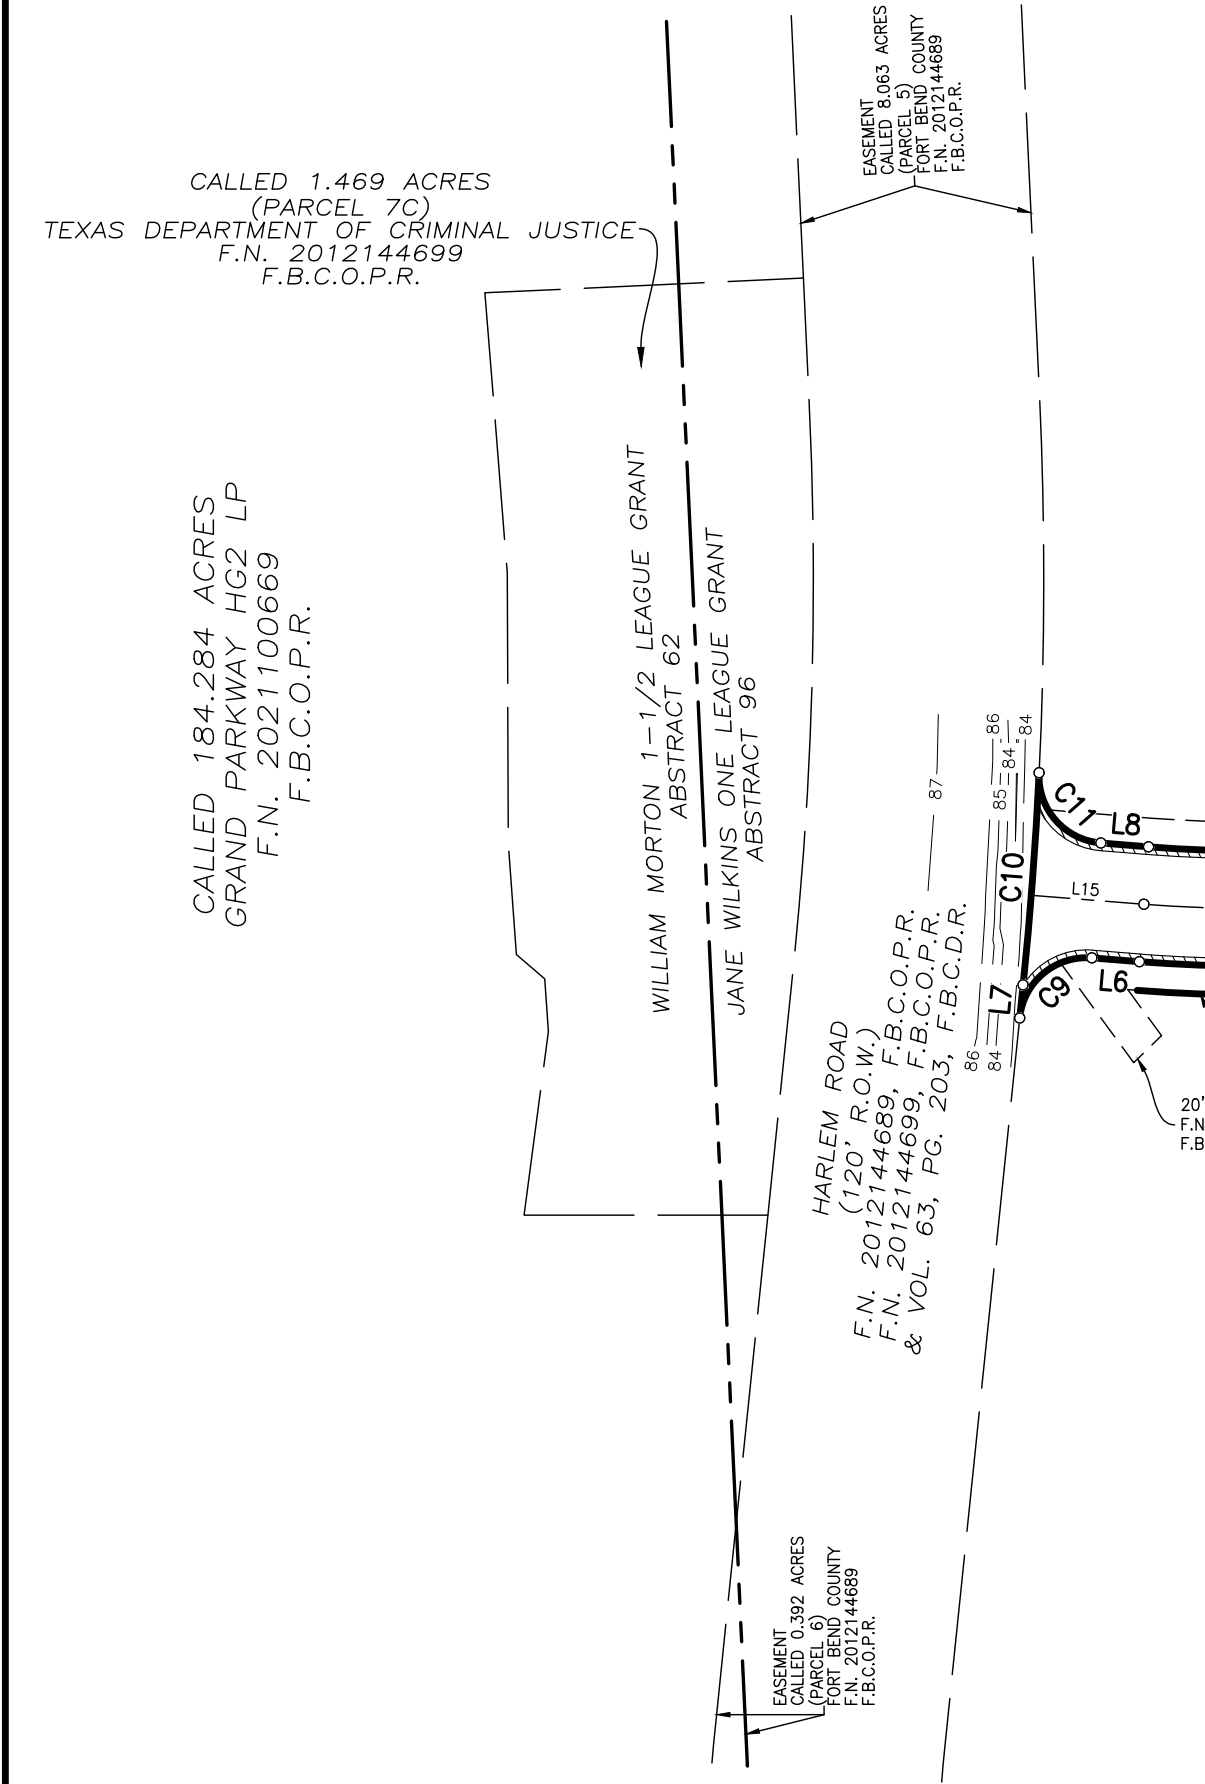 EASEMENT
CALLED 8.063 ACRES
(PARCEL 5)
FORT BEND COUNTY
F.N. 2012144689
F.B.C.O.P.R.
CALLED 1.469 ACRES
(PARCEL 7C)
TEXAS DEPARTMENT OF CRIMINAL JUSTICE
F.N. 2012144699
F.B.C.O.P.R.
CALLED 184.284 ACRES
GRAND PARKWAY HG2 LP
F.N. 2021100669
F.B.C.O.P.R.
WILLIAM MORTON 1-1/2 LEAGUE GRANT
ABSTRACT 62
JANE WILKINS ONE LEAGUE GRANT
ABSTRACT 96
87
86
85
84
84
C11
L8
C10
L15
L7
C9
L6
86
84
HARLEM ROAD
(120' R.O.W.)
F.N. 2012144689, F.B.C.O.P.R.
F.N. 2012144699, F.B.C.O.P.R.
& VOL. 63, PG. 203, F.B.C.D.R.
20'
F.N
F.B
EASEMENT
CALLED 0.392 ACRES
(PARCEL 6)
FORT BEND COUNTY
F.N. 2012144689
F.B.C.O.P.R.